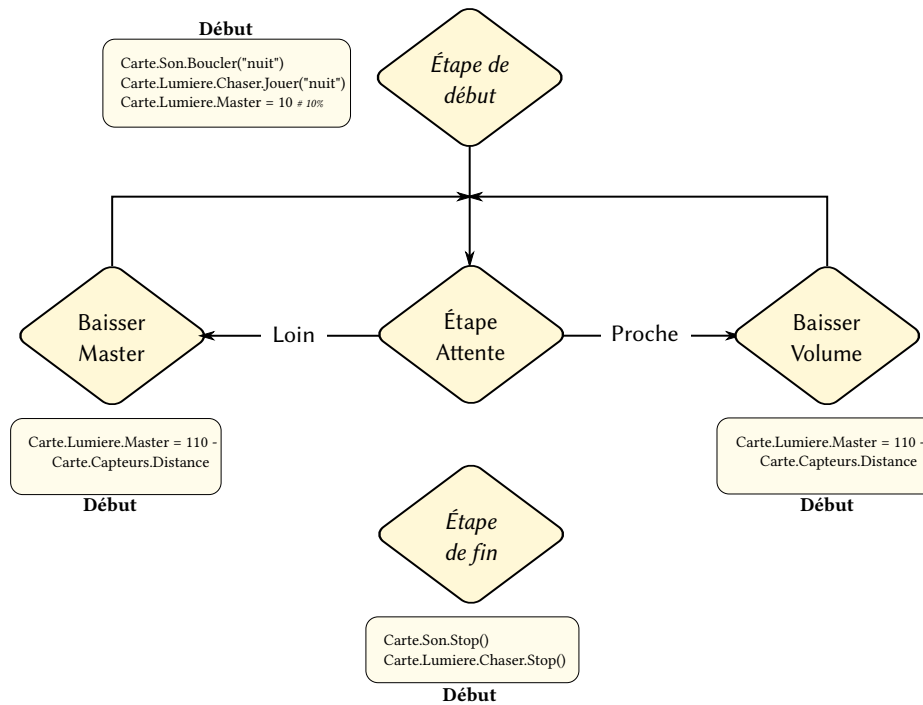 Début
Carte.Son.Boucler("nuit")
Carte.Lumiere.Chaser.Jouer("nuit")
Carte.Lumiere.Master = 10 # 10%
Étape de
début
Baisser
Master
Loin
Étape
Attente
Proche
Baisser
Volume
Carte.Lumiere.Master = 110 -
Carte.Capteurs.Distance
Début
Carte.Lumiere.Master = 110 -
Carte.Capteurs.Distance
Début
Étape
de fin
Carte.Son.Stop()
Carte.Lumiere.Chaser.Stop()
Début